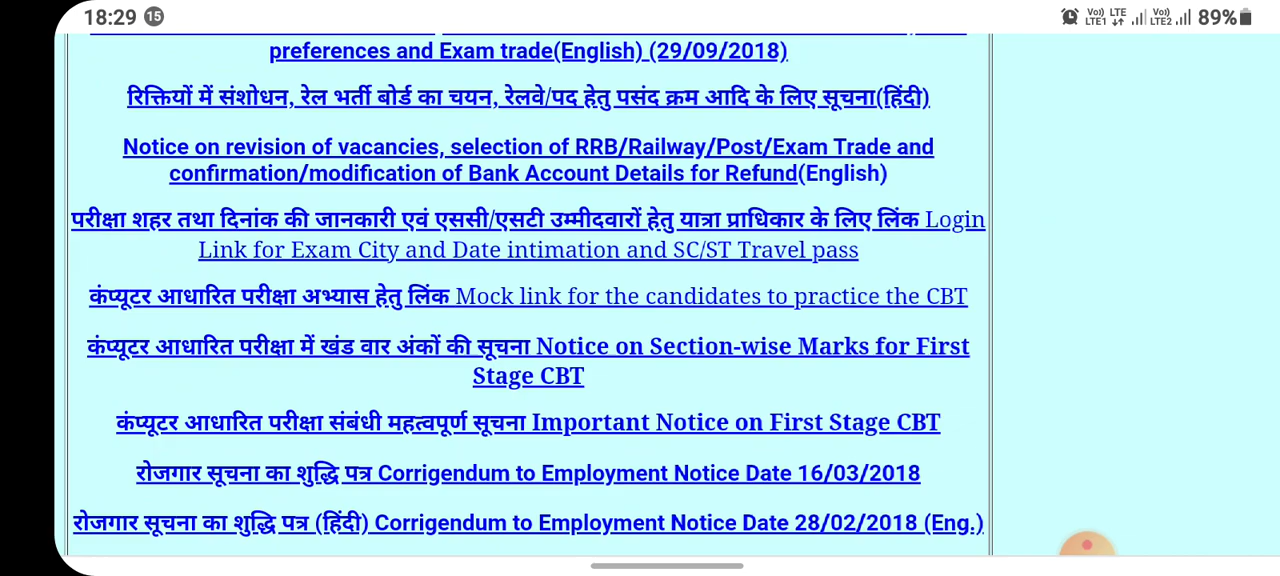 18:29 15 Vo) LTE1 LTE Vo) LTE2 89%
preferences and Exam trade(English) (29/09/2018)
रिक्तियों में संशोधन, रेल भर्ती बोर्ड का चयन, रेलवे/पद हेतु पसंद क्रम आदि के लिए सूचना(हिंदी)
Notice on revision of vacancies, selection of RRB/Railway/Post/Exam Trade and
confirmation/modification of Bank Account Details for Refund(English)
परीक्षा शहर तथा दिनांक की जानकारी एवं एससी/एसटी उम्मीदवारों हेतु यात्रा प्राधिकार के लिए लिंक Login
Link for Exam City and Date intimation and SC/ST Travel pass
कंप्यूटर आधारित परीक्षा अभ्यास हेतु लिंक Mock link for the candidates to practice the CBT
कंप्यूटर आधारित परीक्षा में खंड वार अंकों की सूचना Notice on Section-wise Marks for First
Stage CBT
कंप्यूटर आधारित परीक्षा संबंधी महत्वपूर्ण सूचना Important Notice on First Stage CBT
रोजगार सूचना का शुद्धि पत्र Corrigendum to Employment Notice Date 16/03/2018
रोजगार सूचना का शुद्धि पत्र (हिंदी) Corrigendum to Employment Notice Date 28/02/2018 (Eng.)